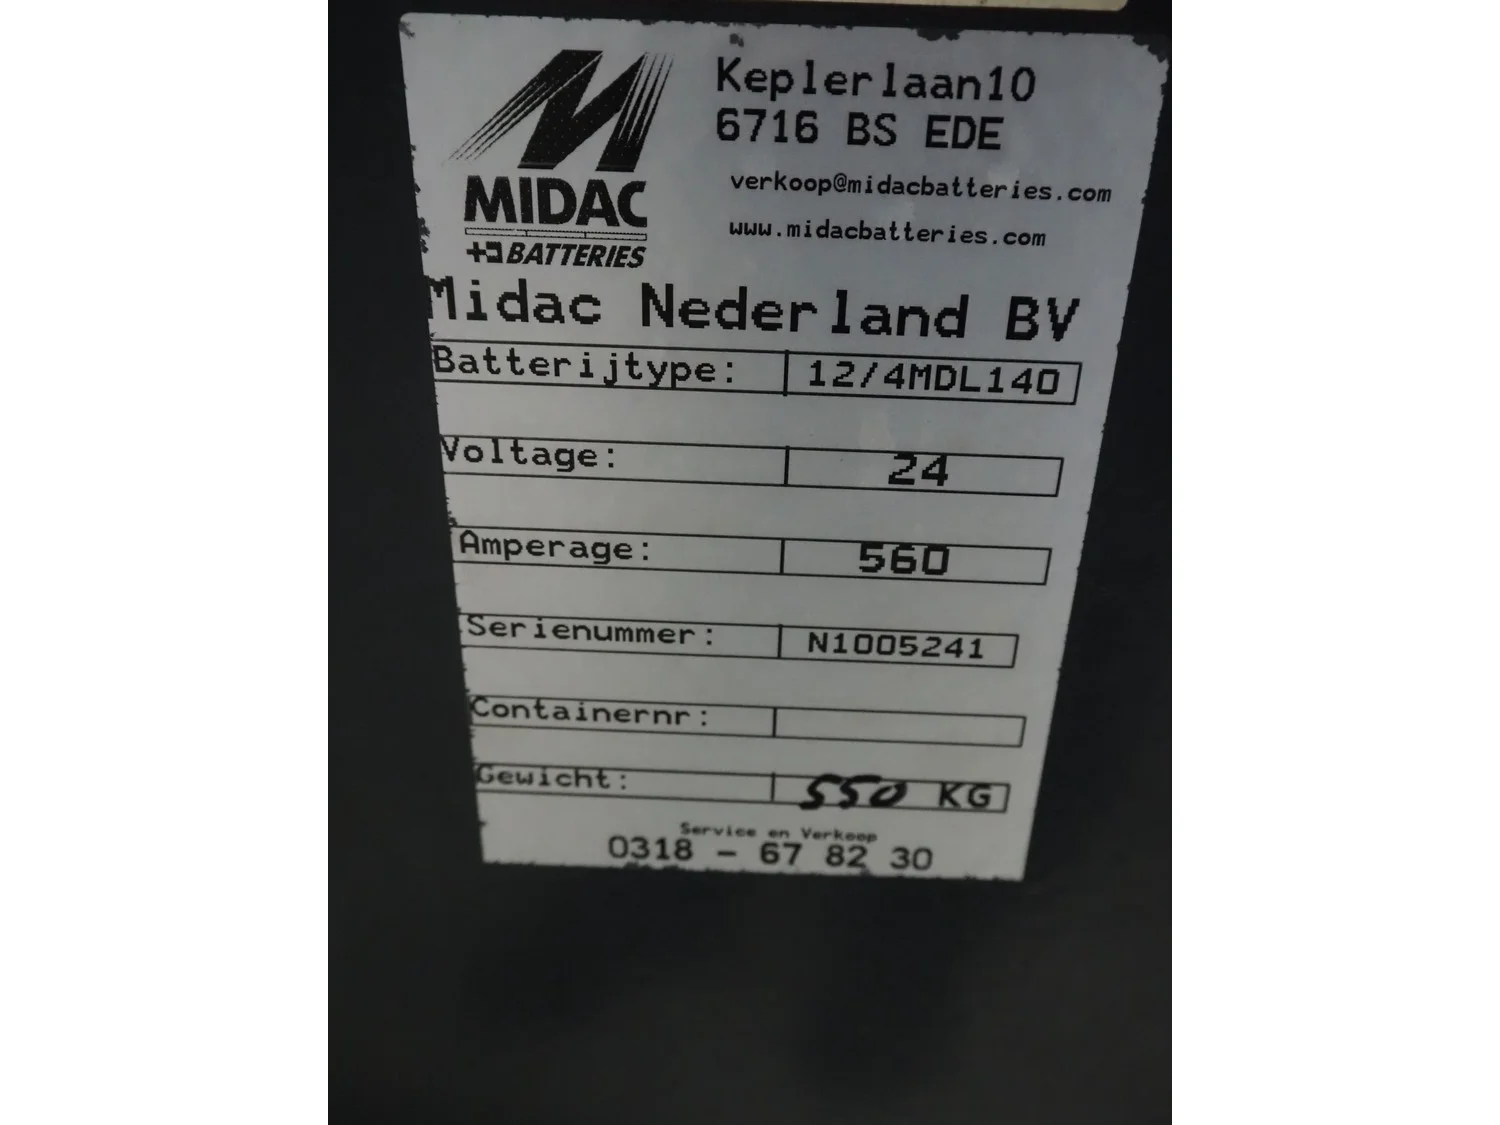 MIDAC
BATTERIES
Keplerlaan10
6716 BS EDE
verkoop@midacbatteries.com
www.midacbatteries.com
Midac Nederland BV
Batterijtype: 12/4MDL140
Voltage: 24
Amperage: 560
Serienummer: N1005241
Containernr:
Gewicht: 550 KG
Service en Verkoop
0318 - 67 82 30